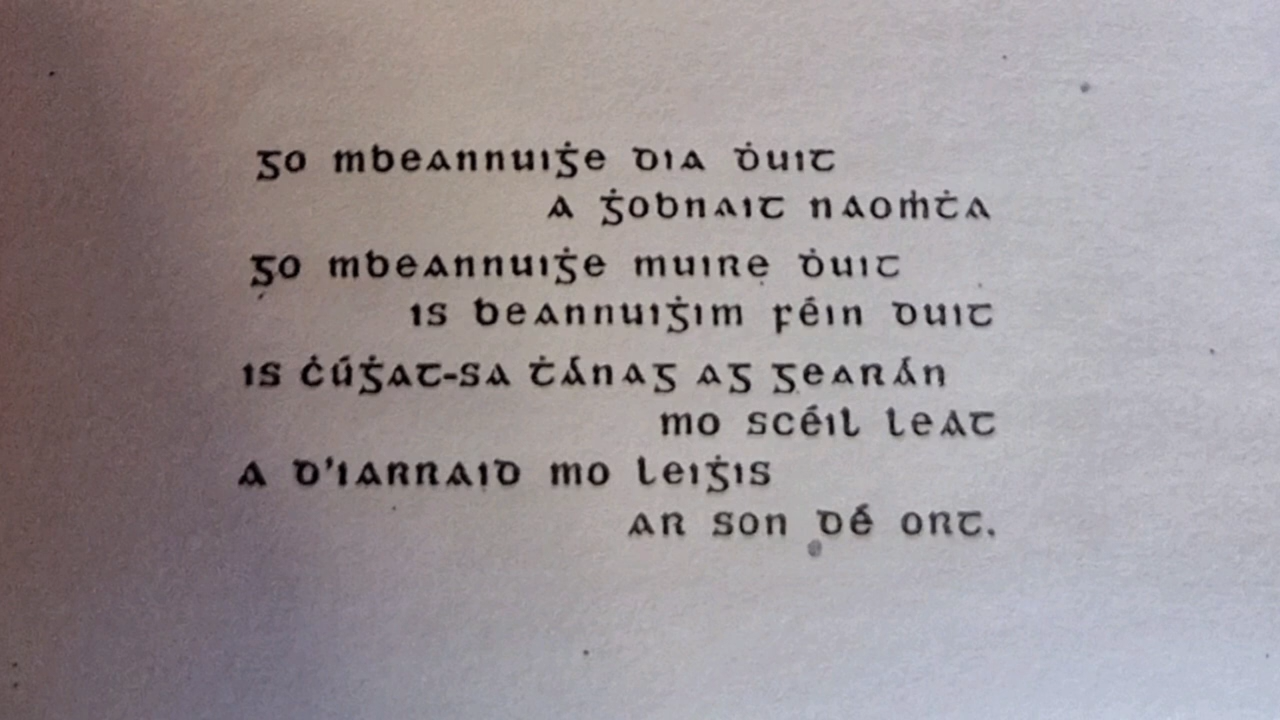 go mbeannuiġe dia ḋuit
a ġobnait naoṁṫa
go mbeannuiġe muire ḋuit
is beannuiġim féin duit
is ċúġat-sa ṫánag ag gearán
mo scéil leat
a d'iarraid mo leiġis
ar son dé ort.